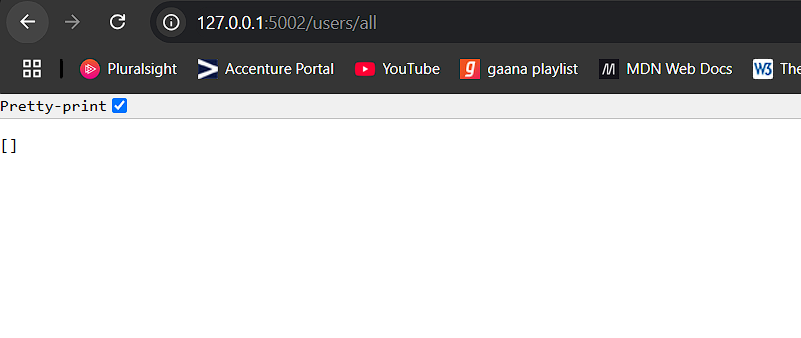 127.0.0.1:5002/users/all
Pluralsight Accenture Portal YouTube g gaana playlist M MDN Web Docs W3 The
Pretty-print
[]